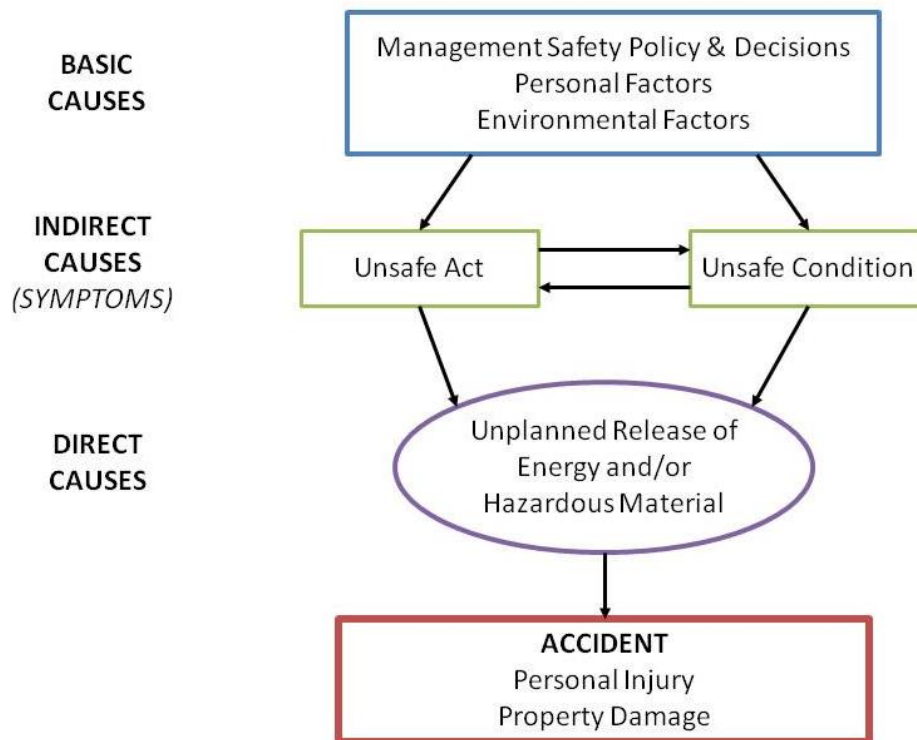 BASIC
CAUSES
Management Safety Policy & Decisions
Personal Factors
Environmental Factors
INDIRECT
CAUSES
(SYMPTOMS)
Unsafe Act
Unsafe Condition
DIRECT
CAUSES
Unplanned Release of
Energy and/or
Hazardous Material
ACCIDENT
Personal Injury
Property Damage